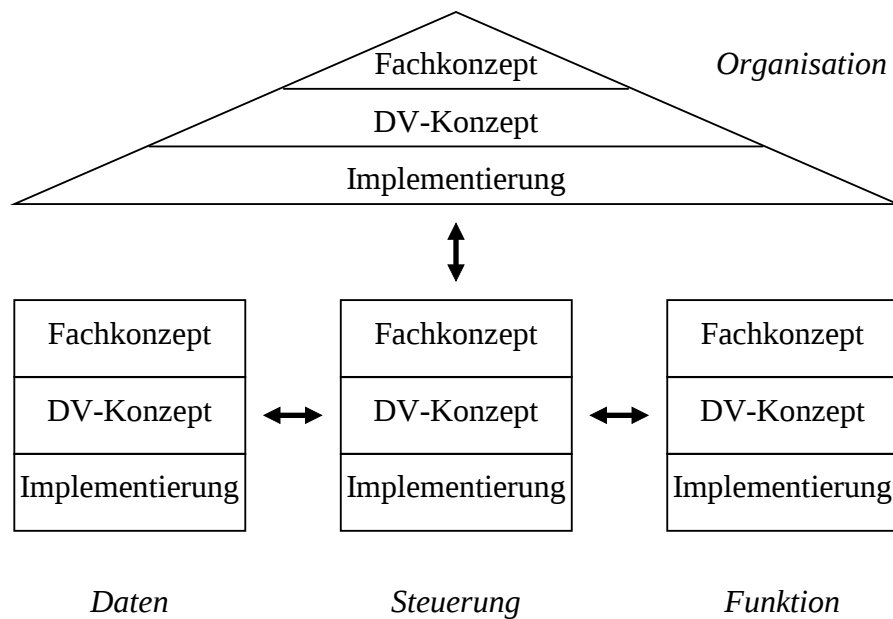 Fachkonzept
Organisation
DV-Konzept
Implementierung
Fachkonzept
Fachkonzept
Fachkonzept
DV-Konzept
DV-Konzept
DV-Konzept
Implementierung
Implementierung
Implementierung
Daten
Steuerung
Funktion